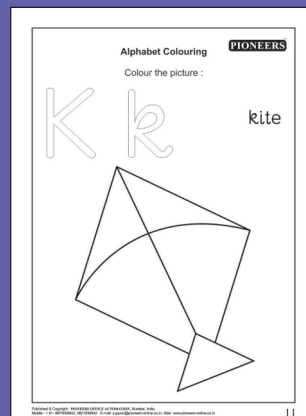 PIONEERS
Alphabet Colouring
Colour the picture :
K k
kite
Published & Copyright : PIONEERS OFFICE AUTOMATION, Mumbai, India.
11